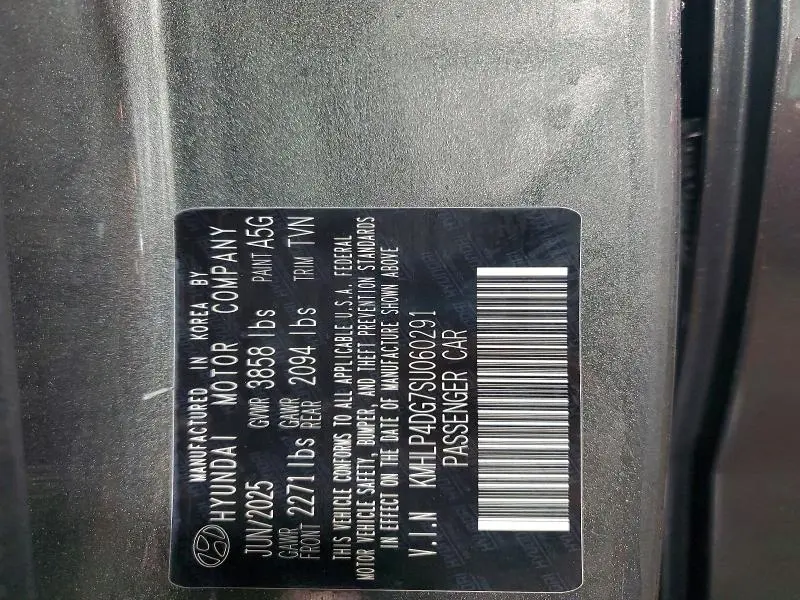 MANUFACTURED IN KOREA BY
HYUNDAI MOTOR COMPANY
JUN/2025 GVWR 3858 lbs PAINT A5G
GAWR FRONT 2271 lbs GAWR REAR 2094 lbs TRIM TVN
THIS VEHICLE CONFORMS TO ALL APPLICABLE U.S.A. FEDERAL
MOTOR VEHICLE SAFETY, BUMPER, AND THEFT PREVENTION STANDARDS
IN EFFECT ON THE DATE OF MANUFACTURE SHOWN ABOVE
V.I.N KMHLP4DG7SU060291
PASSENGER CAR